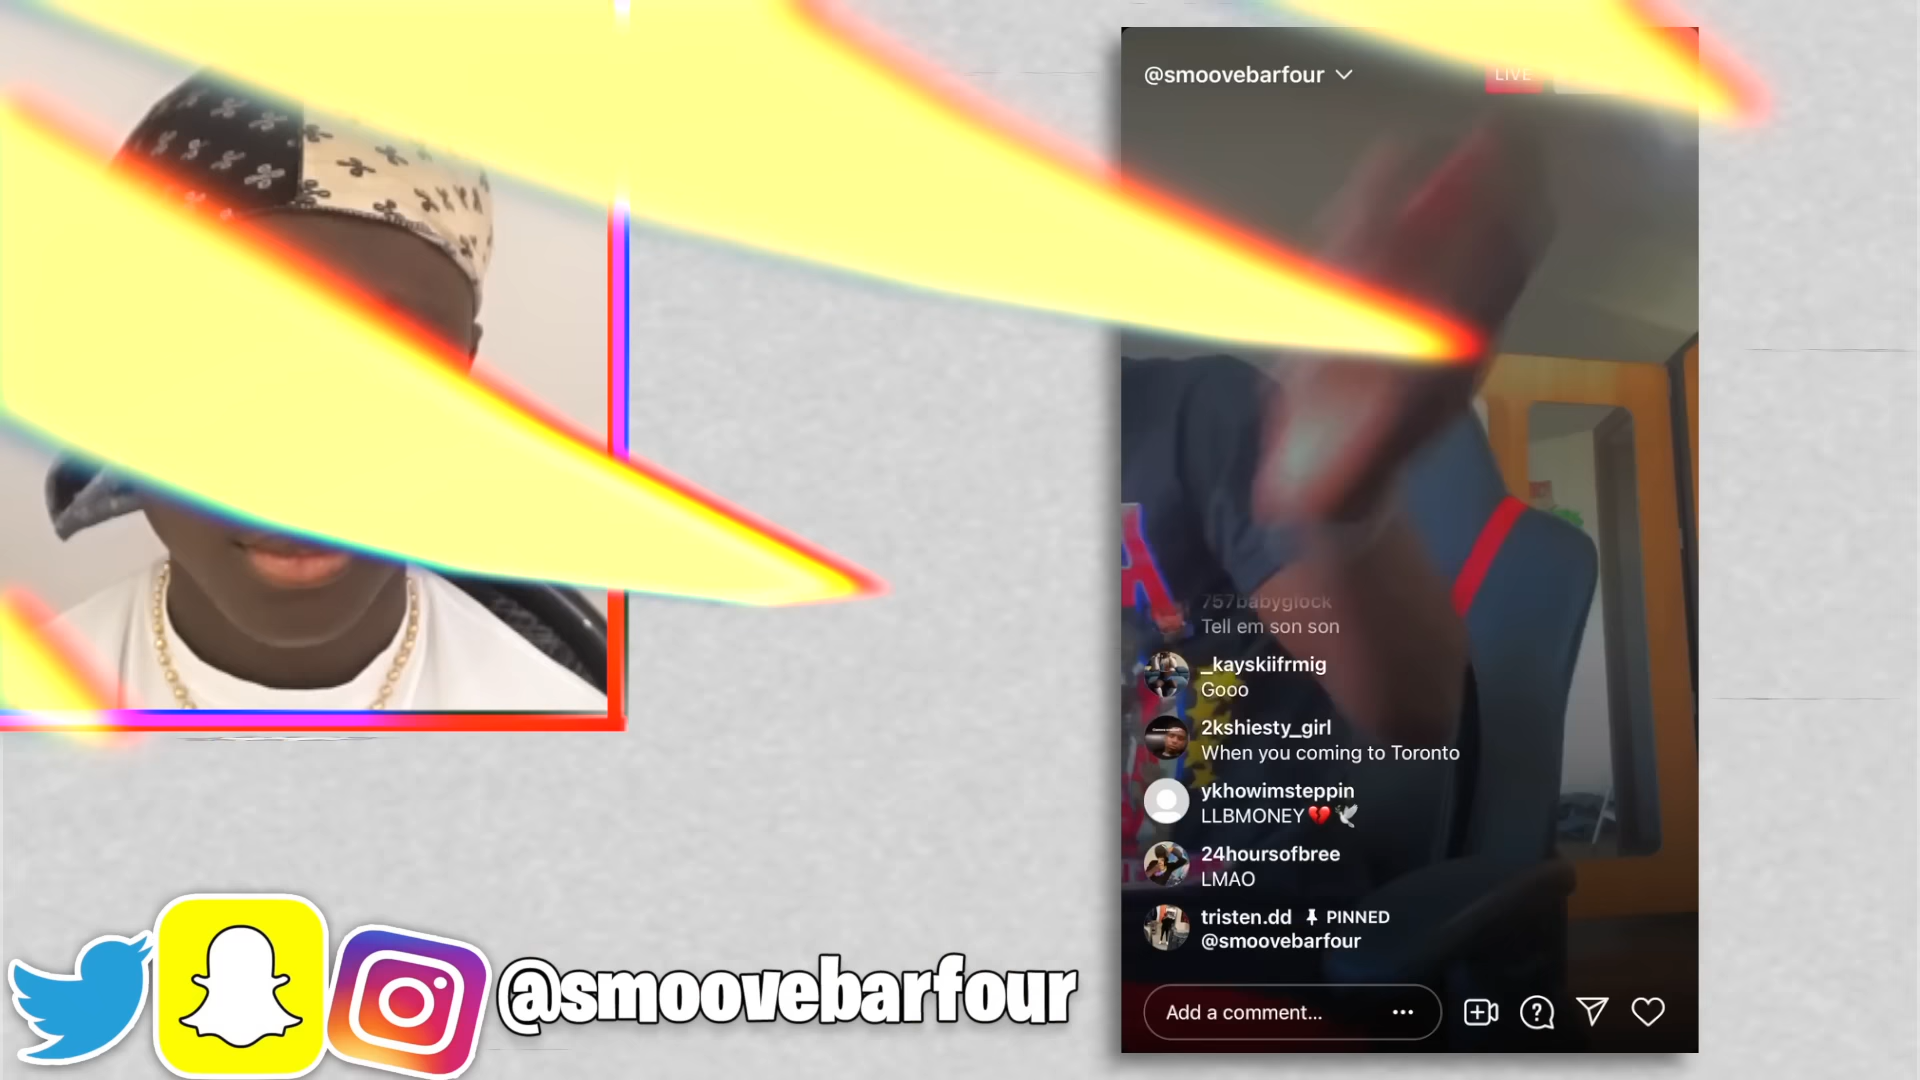 @smoovebarfour
LIVE
757babyglock
Tell em son son
_kayskiifrmig
Gooo
2kshiesty_girl
When you coming to Toronto
ykhowimsteppin
LLBMONEY💔🕊️
24hoursofbree
LMAO
tristen.dd PINNED
@smoovebarfour
Add a comment...
@smoovebarfour